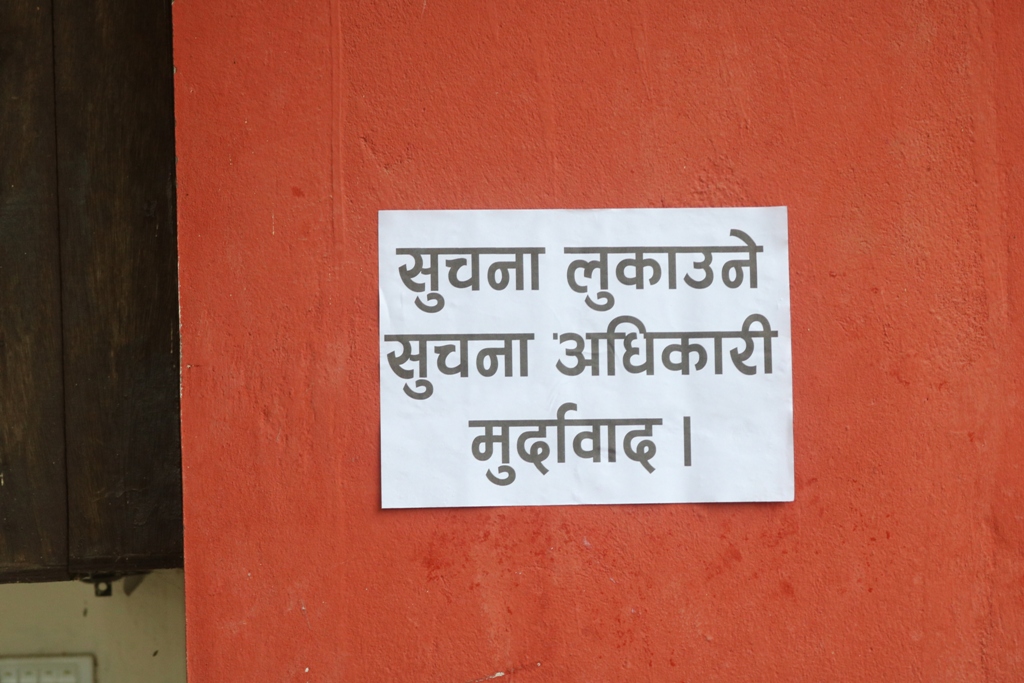 सुचना लुकाउने
सुचना अधिकारी
मुर्दावाद ।